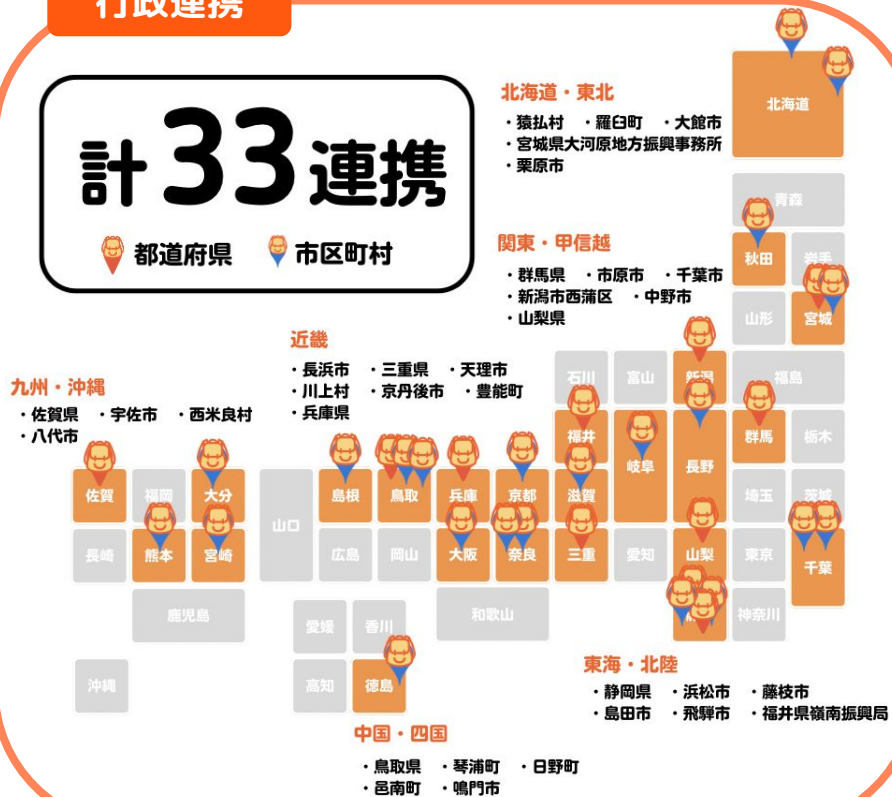 行政連携
計33連携
都道府県 市区町村
北海道・東北
・猿払村 ・羅臼町 ・大館市
・宮城県大河原地方振興事務所
・栗原市
関東・甲信越
・群馬県 ・市原市 ・千葉市
・新潟市西蒲区 ・中野市
・山梨県
近畿
・長浜市 ・三重県 ・天理市
・川上村 ・京丹後市 ・豊能町
・兵庫県
九州・沖縄
・佐賀県 ・宇佐市 ・西米良村
・八代市
北海道
青森
秋田 岩手
山形 宮城
石川 富山 新潟 福島
福井 岐阜 長野 群馬 栃木
佐賀 福岡 大分 山口 島根 鳥取 兵庫 京都 滋賀 埼玉 茨城
長崎 熊本 宮崎 広島 岡山 大阪 奈良 三重 愛知 山梨 東京 千葉
鹿児島 愛媛 香川 和歌山 神奈川
沖縄 高知 徳島
東海・北陸
・静岡県 ・浜松市 ・藤枝市
・島田市 ・飛騨市 ・福井県嶺南振興局
中国・四国
・鳥取県 ・琴浦町 ・日野町
・邑南町 ・鳴門市